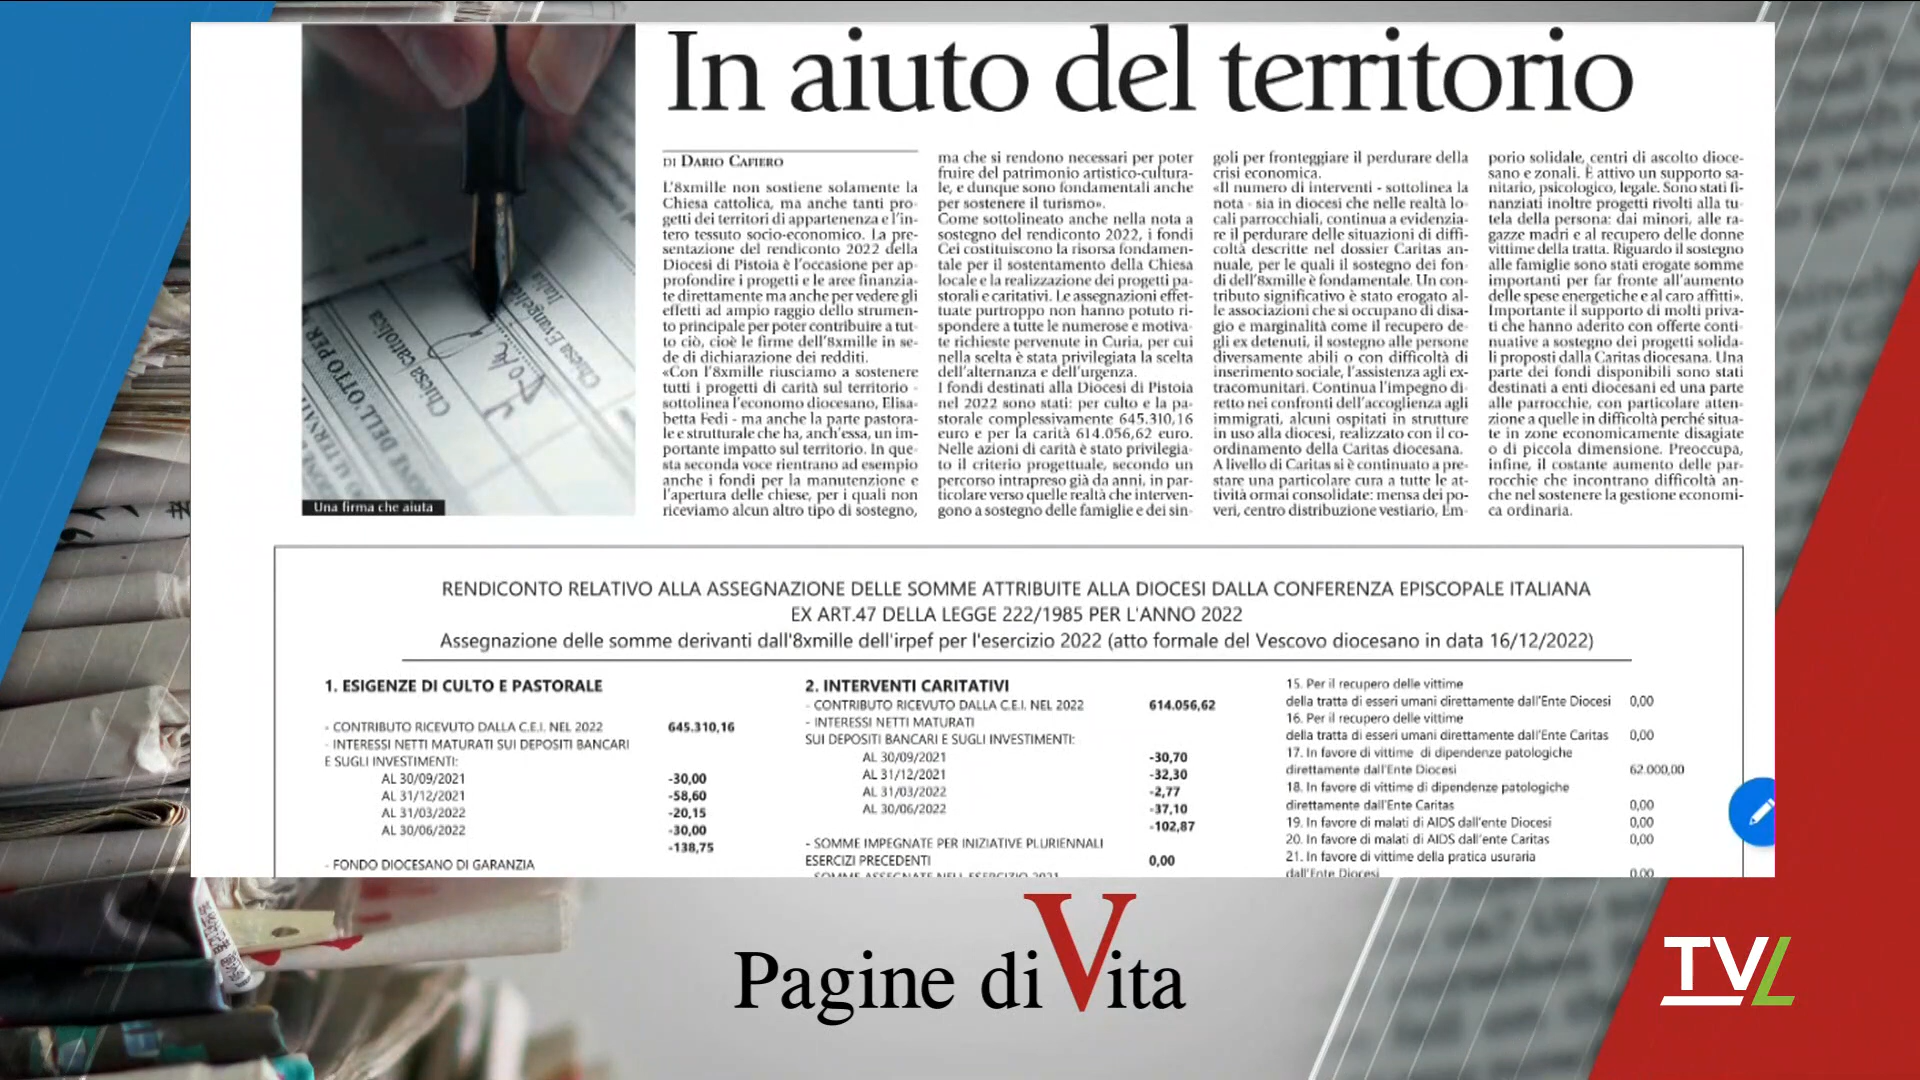 In aiuto del territorio
DI DARIO CAFIERO
L'8xmille non sostiene solamente la
Chiesa cattolica, ma anche tanti pro-
getti dei territori di appartenenza e l'in-
tero tessuto socio-economico. La pre-
sentazione del rendiconto 2022 della
Diocesi di Pistoia è l'occasione per ap-
profondire i progetti e le aree finanzia-
te direttamente ma anche per vedere gli
effetti ad ampio raggio dello strumen-
to principale per poter contribuire a tut-
to ciò, cioè le firme dell'8xmille in se-
de di dichiarazione dei redditi.
«Con l'8xmille riusciamo a sostenere
tutti i progetti di carità sul territorio -
sottolinea l'economo diocesano, Elisa-
betta Fedi - ma anche la parte pastora-
le e strutturale che ha, anch'essa, un im-
portante impatto sul territorio. In que-
sta seconda voce rientrano ad esempio
anche i fondi per la manutenzione e
l'apertura delle chiese, per i quali non
riceviamo alcun altro tipo di sostegno,
ma che si rendono necessari per poter
fruire del patrimonio artistico-cultura-
le, e dunque sono fondamentali anche
per sostenere il turismo».
Come sottolineato anche nella nota a
sostegno del rendiconto 2022, i fondi
Cei costituiscono la risorsa fondamen-
tale per il sostentamento della Chiesa
locale e la realizzazione dei progetti pa-
storali e caritativi. Le assegnazioni effet-
tuate purtroppo non hanno potuto ri-
spondere a tutte le numerose e motiva-
te richieste pervenute in Curia, per cui
nella scelta è stata privilegiata la scelta
dell'alternanza e dell'urgenza.
I fondi destinati alla Diocesi di Pistoia
nel 2022 sono stati: per culto e la pa-
storale complessivamente 645.310,16
euro e per la carità 614.056,62 euro.
Nelle azioni di carità è stato privilegia-
to il criterio progettuale, secondo un
percorso intrapreso già da anni, in par-
ticolare verso quelle realtà che interven-
gono a sostegno delle famiglie e dei sin-
goli per fronteggiare il perdurare della
crisi economica.
«Il numero di interventi - sottolinea la
nota - sia in diocesi che nelle realtà lo-
cali parrocchiali, continua a evidenzia-
re il perdurare delle situazioni di diffi-
coltà descritte nel dossier Caritas an-
nuale, per le quali il sostegno dei fon-
di dell'8xmille è fondamentale. Un con-
tributo significativo è stato erogato al-
le associazioni che si occupano di disa-
gio e marginalità come il recupero de-
gli ex detenuti, il sostegno alle persone
diversamente abili o con difficoltà di
inserimento sociale, l'assistenza agli ex-
tracomunitari. Continua l'impegno di-
retto nei confronti dell'accoglienza agli
immigrati, alcuni ospitati in strutture
in uso alla diocesi, realizzato con il co-
ordinamento della Caritas diocesana.
A livello di Caritas si è continuato a pre-
stare una particolare cura a tutte le at-
tività ormai consolidate: mensa dei po-
veri, centro distribuzione vestiario, Em-
porio solidale, centri di ascolto dioce-
sano e zonali. È attivo un supporto sa-
nitario, psicologico, legale. Sono stati fi-
nanziati inoltre progetti rivolti alla tu-
tela della persona: dai minori, alle ra-
gazze madri e al recupero delle donne
vittime della tratta. Riguardo il sostegno
alle famiglie sono stati erogate somme
importanti per far fronte all'aumento
delle spese energetiche e al caro affitti».
Importante il supporto di molti priva-
ti che hanno aderito con offerte conti-
nuative a sostegno dei progetti solida-
li proposti dalla Caritas diocesana. Una
parte dei fondi disponibili sono stati
destinati a enti diocesani ed una parte
alle parrocchie, con particolare atten-
zione a quelle in difficoltà perché situa-
te in zone economicamente disagiate
o di piccola dimensione. Preoccupa,
infine, il costante aumento delle par-
rocchie che incontrano difficoltà an-
che nel sostenere la gestione economi-
ca ordinaria.
Chiesa cattolica
Chiesa Evangelica
Italia
Una firma che aiuta
RENDICONTO RELATIVO ALLA ASSEGNAZIONE DELLE SOMME ATTRIBUITE ALLA DIOCESI DALLA CONFERENZA EPISCOPALE ITALIANA
EX ART.47 DELLA LEGGE 222/1985 PER L'ANNO 2022
Assegnazione delle somme derivanti dall'8xmille dell'irpef per l'esercizio 2022 (atto formale del Vescovo diocesano in data 16/12/2022)
1. ESIGENZE DI CULTO E PASTORALE
- CONTRIBUTO RICEVUTO DALLA C.E.I. NEL 2022 645.310,16
- INTERESSI NETTI MATURATI SUI DEPOSITI BANCARI
E SUGLI INVESTIMENTI:
AL 30/09/2021 -30,00
AL 31/12/2021 -58,60
AL 31/03/2022 -20,15
AL 30/06/2022 -30,00
-138,75
- FONDO DIOCESANO DI GARANZIA
2. INTERVENTI CARITATIVI
- CONTRIBUTO RICEVUTO DALLA C.E.I. NEL 2022 614.056,62
- INTERESSI NETTI MATURATI
SUI DEPOSITI BANCARI E SUGLI INVESTIMENTI:
AL 30/09/2021 -30,70
AL 31/12/2021 -32,30
AL 31/03/2022 -2,77
AL 30/06/2022 -37,10
-102,87
- SOMME IMPEGNATE PER INIZIATIVE PLURIENNALI
ESERCIZI PRECEDENTI 0,00
- SOMME ASSEGNATE NELL'ESERCIZIO 2021
15. Per il recupero delle vittime
della tratta di esseri umani direttamente dall'Ente Diocesi 0,00
16. Per il recupero delle vittime
della tratta di esseri umani direttamente dall'Ente Caritas 0,00
17. In favore di vittime di dipendenze patologiche
direttamente dall'Ente Diocesi 62.000,00
18. In favore di vittime di dipendenze patologiche
direttamente dall'Ente Caritas 0,00
19. In favore di malati di AIDS dall'ente Diocesi 0,00
20. In favore di malati di AIDS dall'ente Caritas 0,00
21. In favore di vittime della pratica usuraria
dall'Ente Diocesi 0,00
Pagine di Vita
TVL